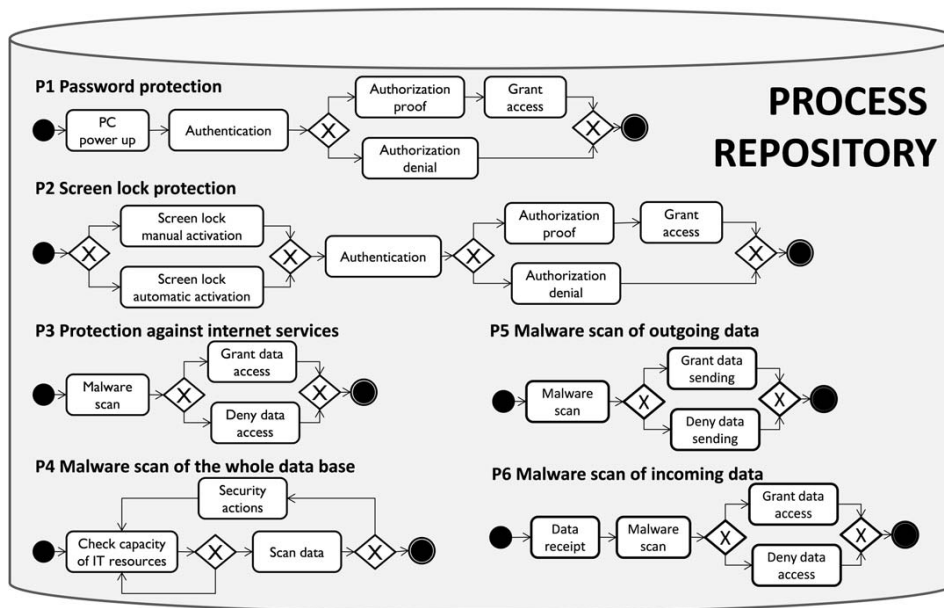 PROCESS
REPOSITORY
P1 Password protection
PC
power up
Authentication
X
Authorization
proof
Grant
access
Authorization
denial
X
P2 Screen lock protection
X
Screen lock
manual activation
Screen lock
automatic activation
X
Authentication
X
Authorization
proof
Grant
access
Authorization
denial
X
P3 Protection against internet services
Malware
scan
X
Grant data
access
Deny data
access
X
P5 Malware scan of outgoing data
Malware
scan
X
Grant data
sending
Deny data
sending
X
P4 Malware scan of the whole data base
Security
actions
Check capacity
of IT resources
X
Scan data
X
P6 Malware scan of incoming data
Data
receipt
Malware
scan
X
Grant data
access
Deny data
access
X